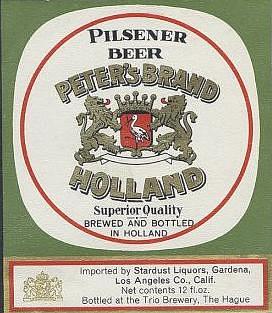 PILSENER
BEER
PETER'S BRAND
HOLLAND
Superior Quality
BREWED AND BOTTLED
IN HOLLAND
Imported by Stardust Liquors, Gardena,
Los Angeles Co., Calif.
Net contents 12 fl.oz.
Bottled at the Trio Brewery, The Hague